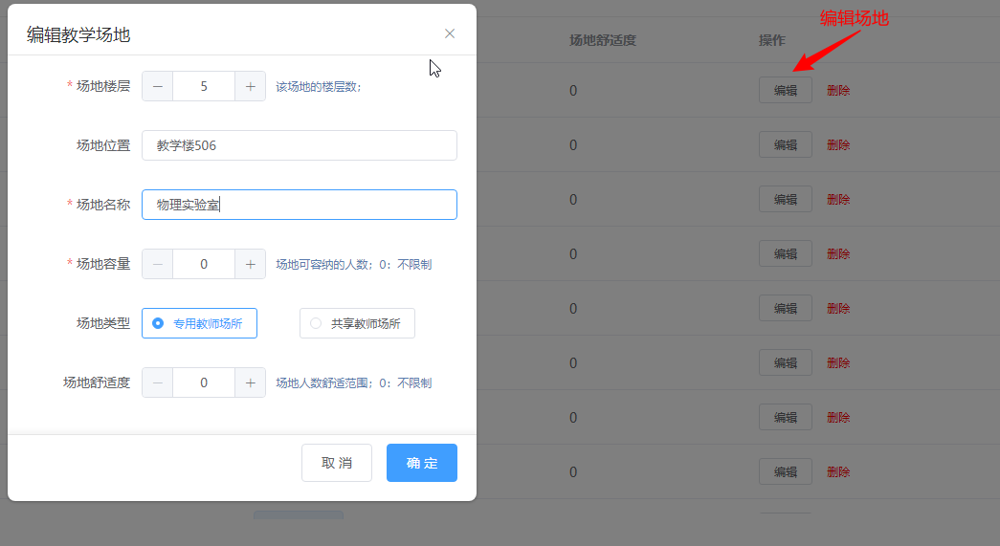 编辑教学场地
* 场地楼层 5 该场地的楼层数；
场地位置 教学楼506
* 场地名称 物理实验室
* 场地容量 0 场地可容纳的人数；0：不限制
场地类型 专用教师场所 共享教师场所
场地舒适度 0 场地人数舒适范围；0：不限制
取 消 确 定
编辑场地
场地舒适度 操作
0 编辑 删除
0 编辑 删除
0 编辑 删除
0 编辑 删除
0 编辑 删除
0 编辑 删除
0 编辑 删除
0 编辑 删除